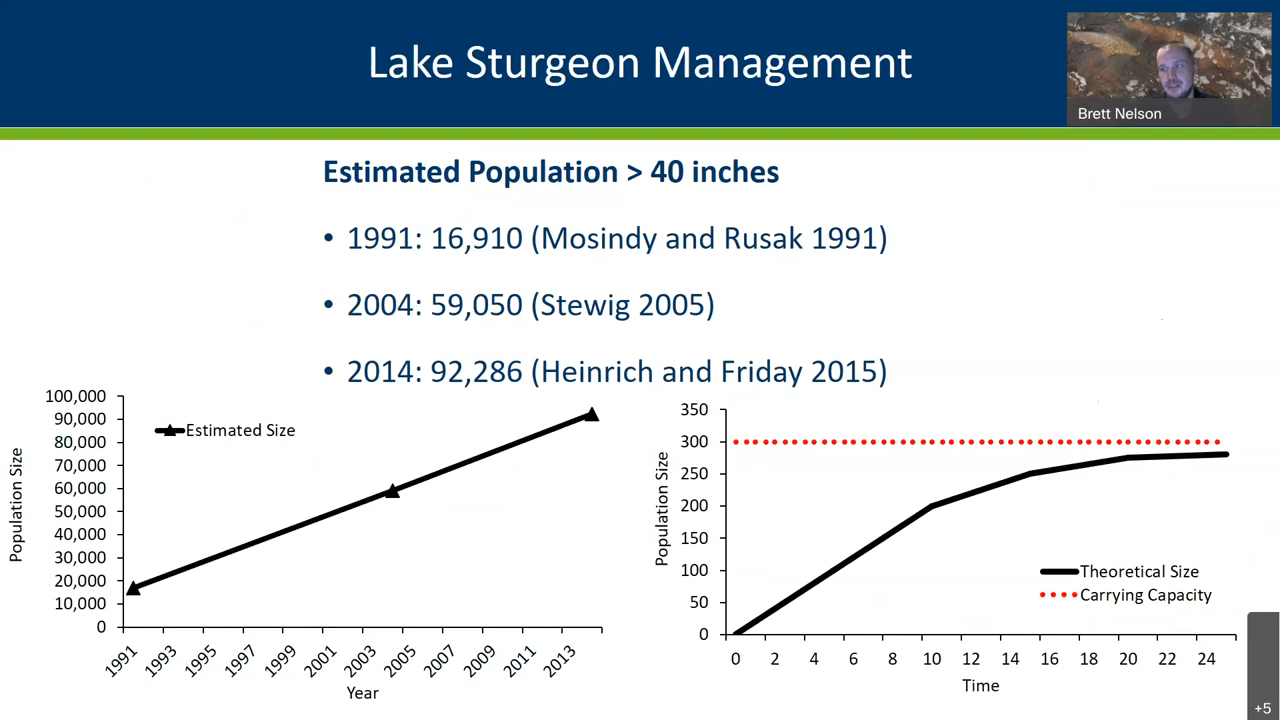 Lake Sturgeon Management
Brett Nelson
Estimated Population > 40 inches
• 1991: 16,910 (Mosindy and Rusak 1991)
• 2004: 59,050 (Stewig 2005)
• 2014: 92,286 (Heinrich and Friday 2015)
100,000
90,000
80,000
70,000
60,000
50,000
40,000
30,000
20,000
10,000
0
Population Size
Estimated Size
1991 1993 1995 1997 1999 2001 2003 2005 2007 2009 2011 2013
Year
350
300
250
200
150
100
50
0
Population Size
Theoretical Size
Carrying Capacity
0 2 4 6 8 10 12 14 16 18 20 22 24
Time
+5